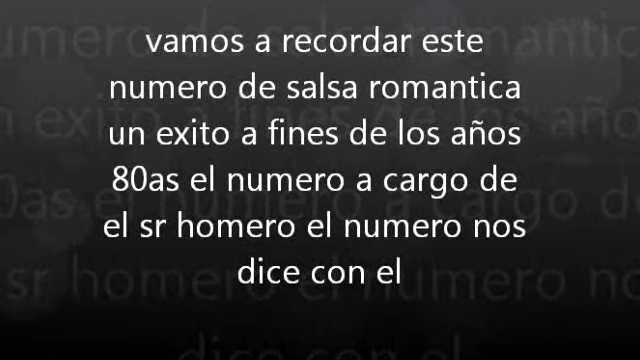 vamos a recordar este
numero de salsa romantica
un exito a fines de los años
80as el numero a cargo de
el sr homero el numero nos
dice con el